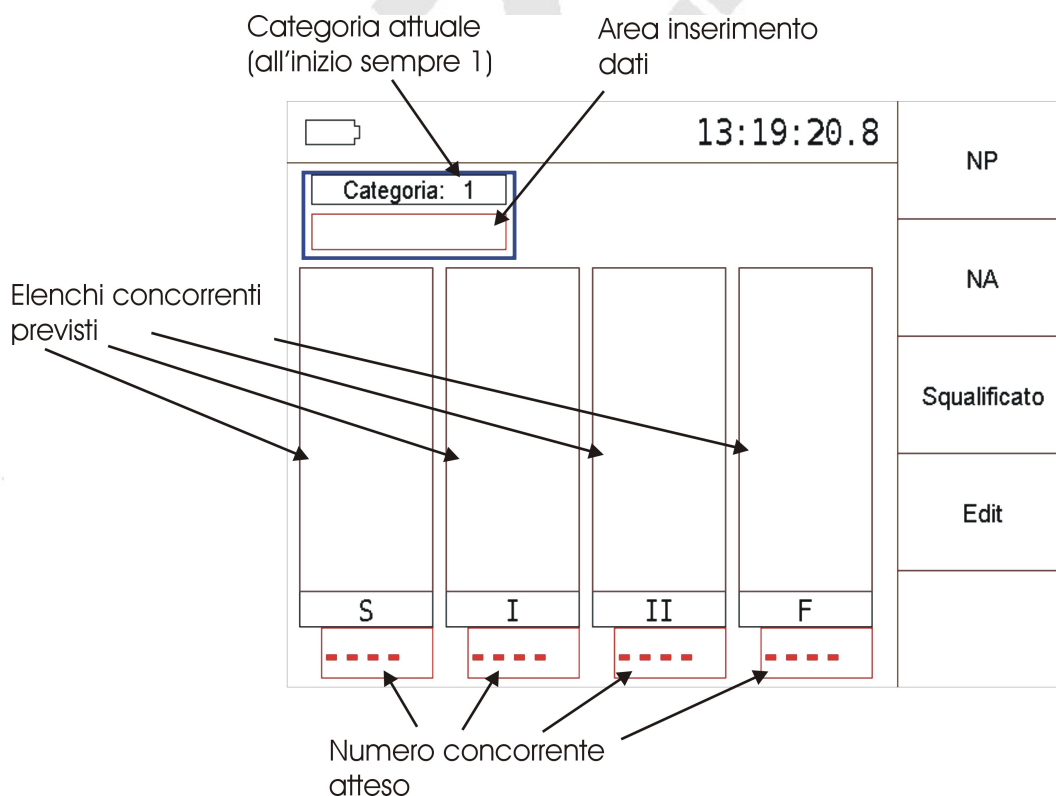 Categoria attuale
(all'inizio sempre 1)
Area inserimento
dati
13:19:20.8
Categoria: 1
NP
NA
Squalificato
Edit
Elenchi concorrenti
previsti
S
I
II
F
- - - -
- - - -
- - - -
- - - -
Numero concorrente
atteso